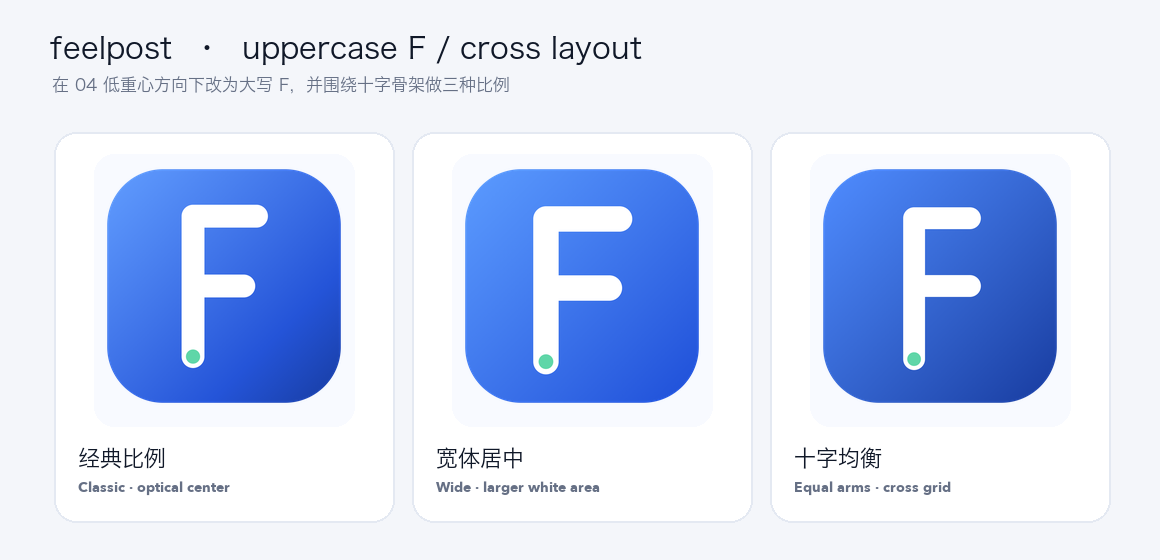 feelpost · uppercase F / cross layout
在 04 低重心方向下改为大写 F，并围绕十字骨架做三种比例
F
F
F
经典比例
Classic · optical center
宽体居中
Wide · larger white area
十字均衡
Equal arms · cross grid